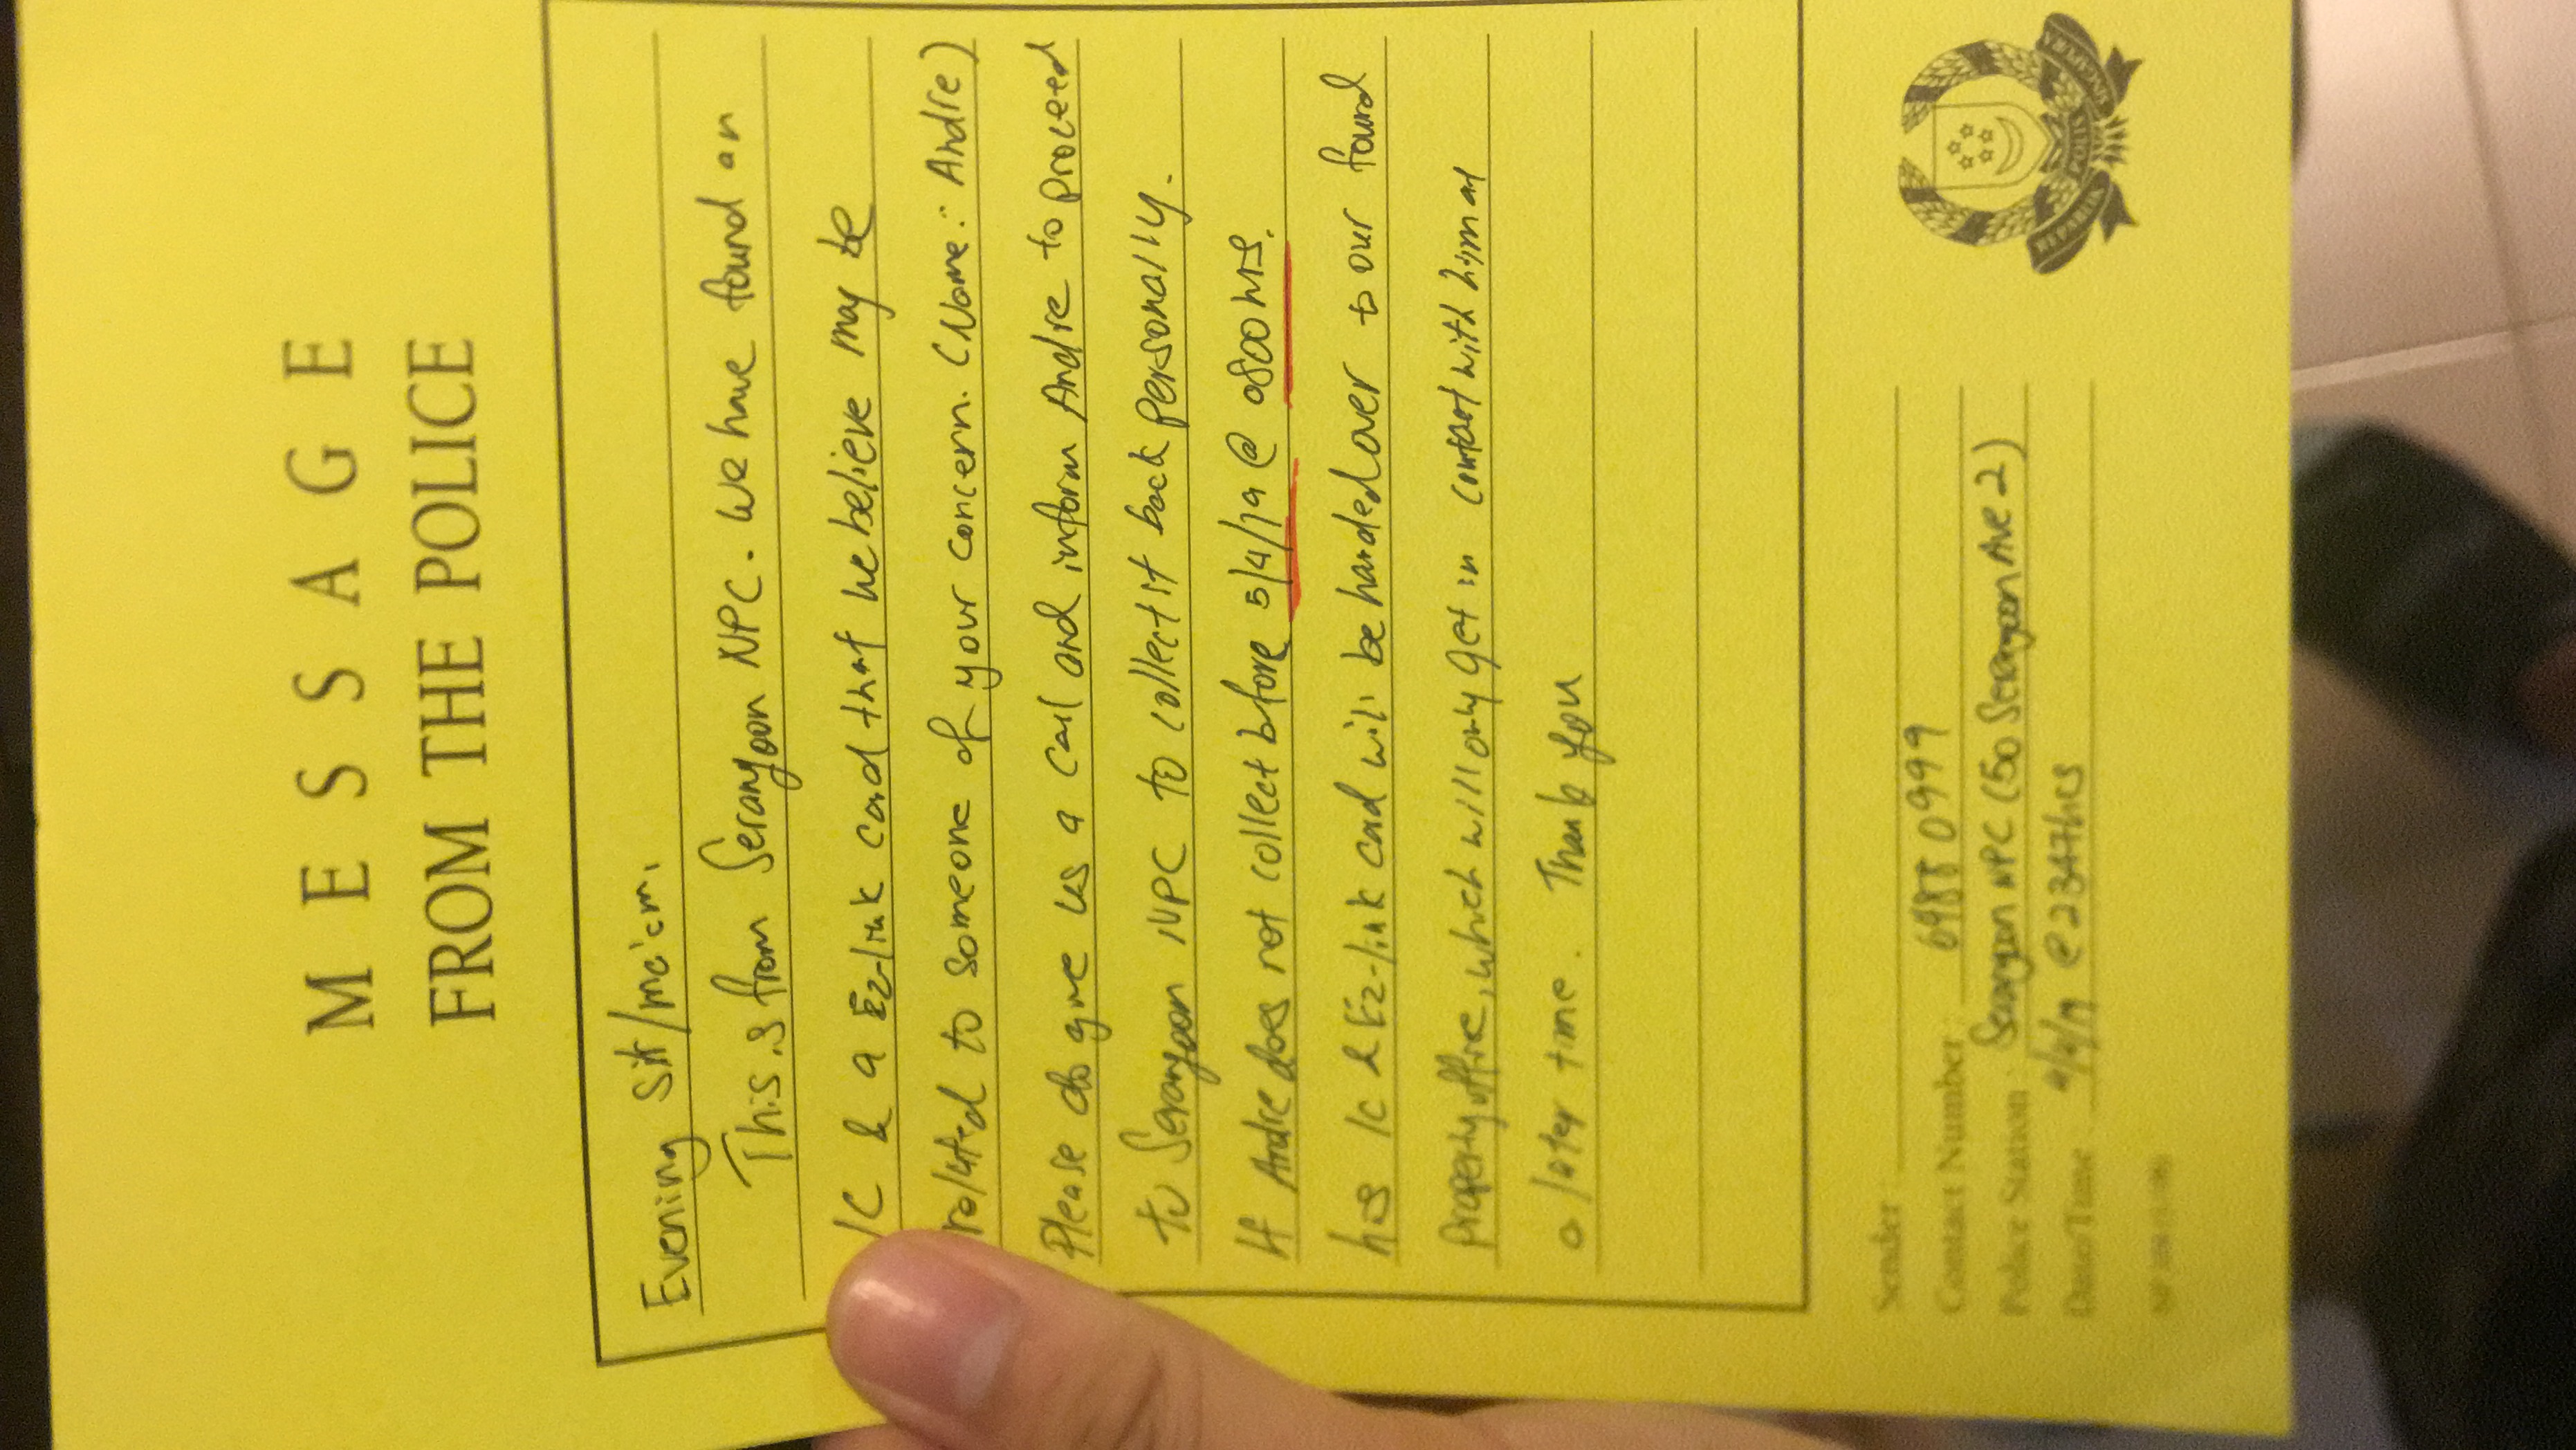 MESSAGE
FROM THE POLICE
Evening Sir/ma'am,
This is from Serangoon NPC. We have found an
IC & a Ez-link card that we believe may be
related to someone of your concern. (Name: Andre)
Please do give us a call and inform Andre to proceed
to Serangoon NPC to collect it back personally.
If Andre does not collect before 5/4/19 @ 0800 hrs.
his IC & Ez-link card will be handed over to our found
property office, which will only get in contact with him at
a later time. Thank you
Sender :
Contact Number : 6488 0999
Police Station : Serangoon NPC (50 Serangoon Ave 2)
Date/Time : 4/4/19 @ 2347hrs
REPUBLIK POLIS SINGAPURA